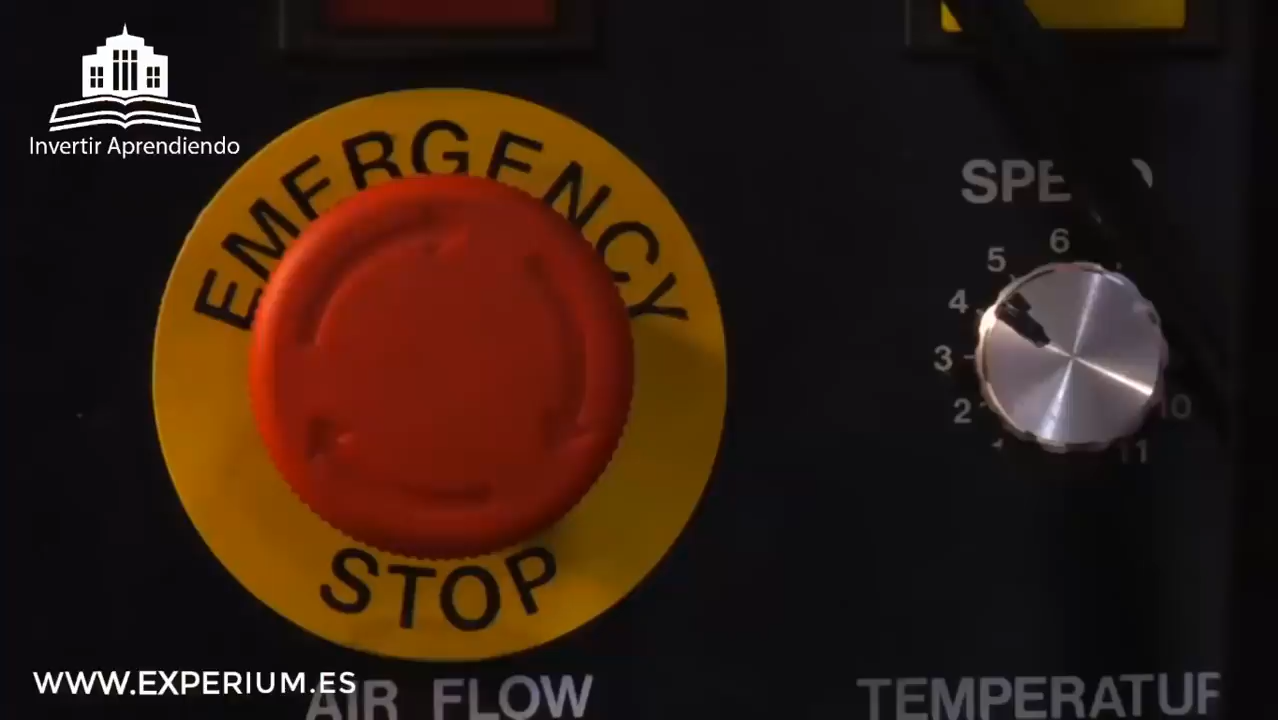 Invertir Aprendiendo
EMERGENCY
STOP
6
5
4
3
2
10
11
WWW.EXPERIUM.ES
AIR FLOW